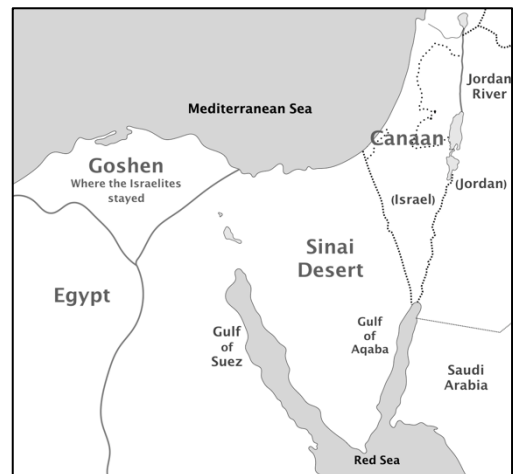 Mediterranean Sea
Jordan
River
Canaan
Goshen
Where the Israelites
stayed
(Israel)
(Jordan)
Sinai
Desert
Egypt
Gulf
of
Suez
Gulf
of
Aqaba
Saudi
Arabia
Red Sea